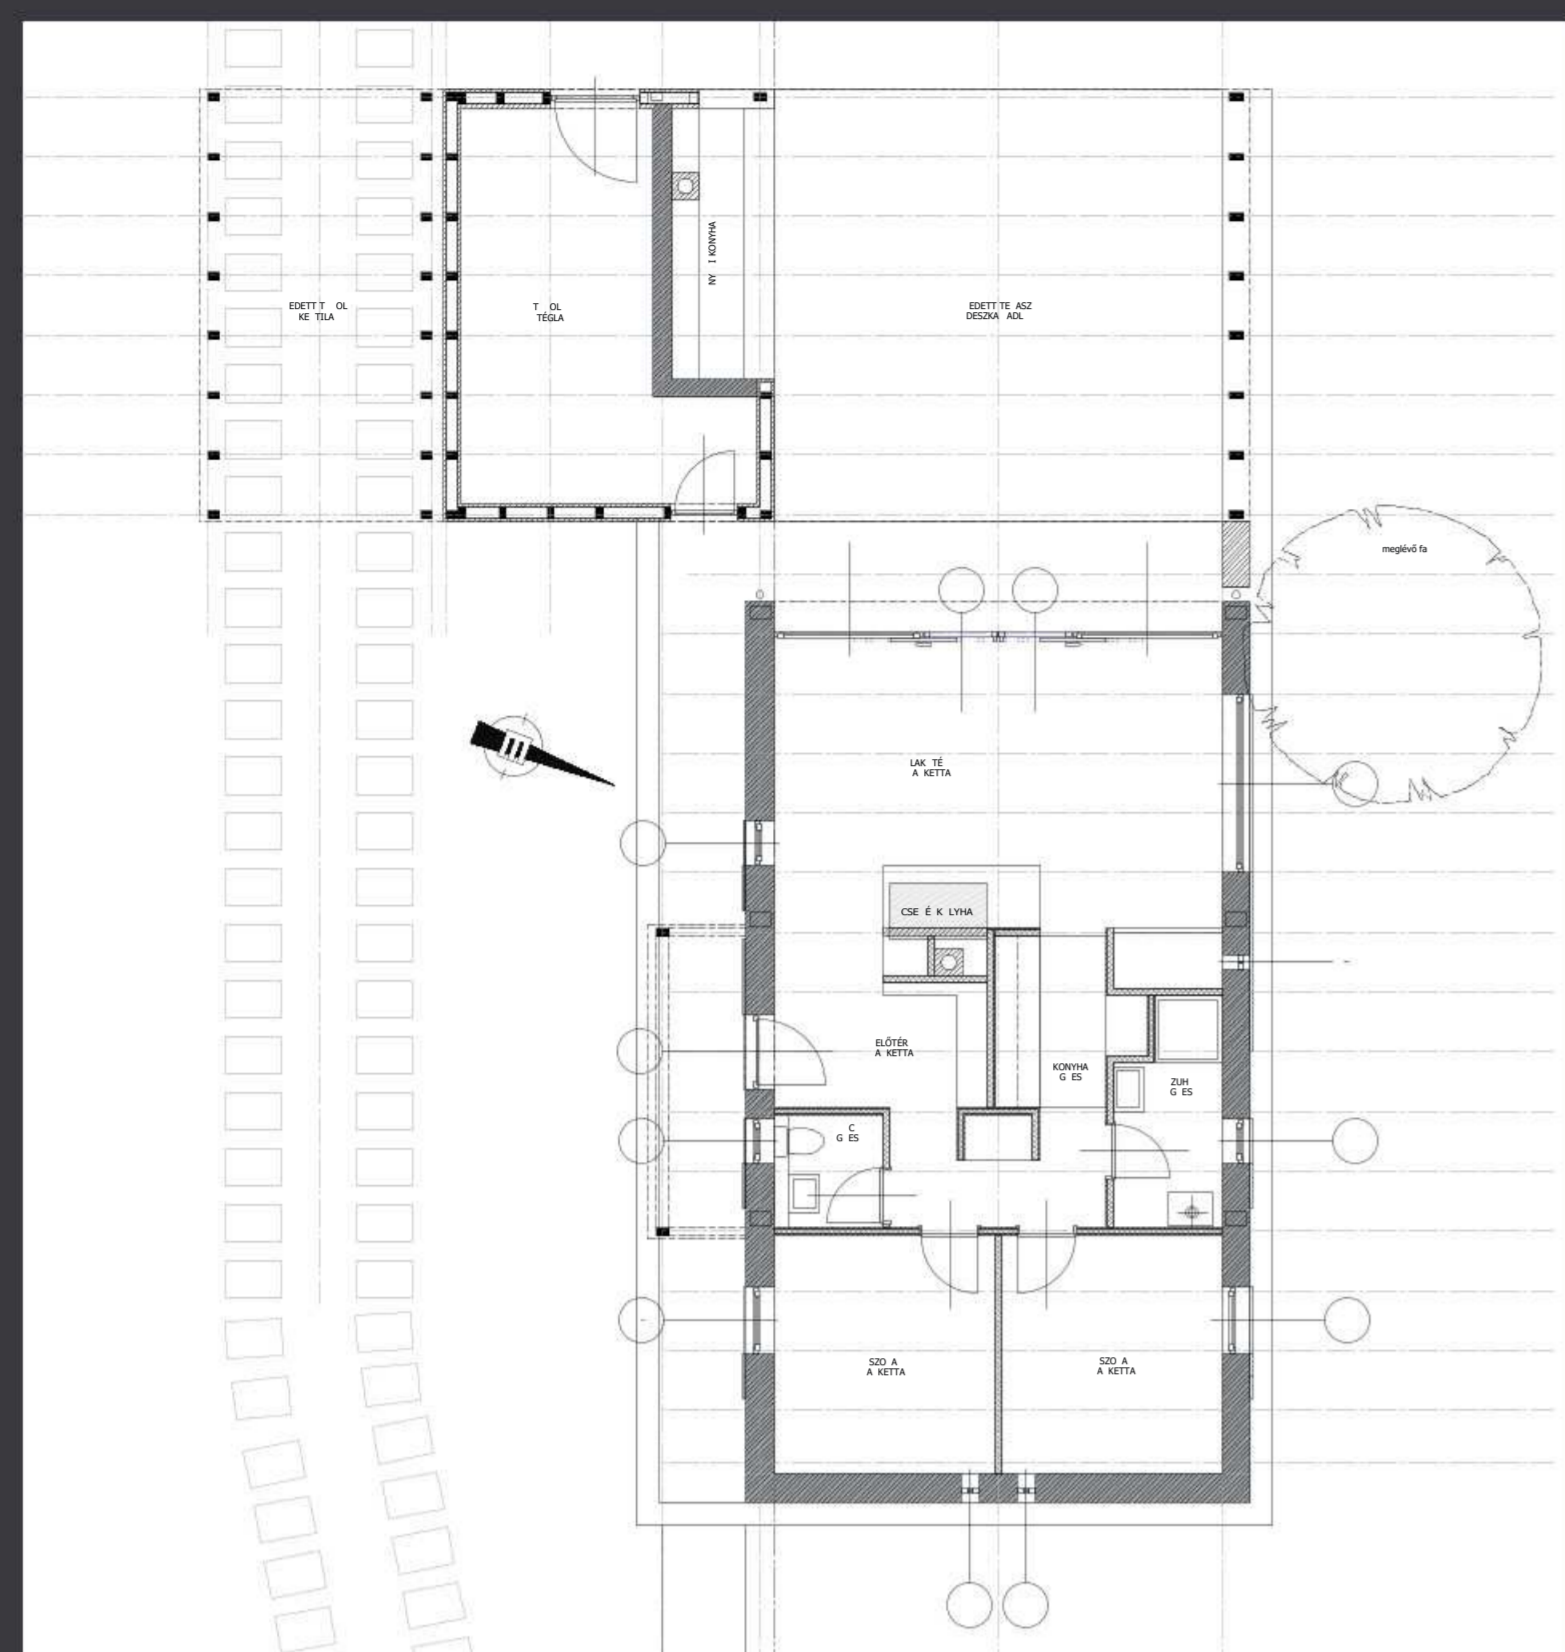 EDETT T OL
KE TILA
T OL
TÉGLA
NY I KONYHA
EDETT TE ASZ
DESZKA ADL
meglévő fa
LAK TÉ
A KETTA
CSE É K LYHA
ELŐTÉR
A KETTA
KONYHA
G ES
ZUH
G ES
C
G ES
SZO A
A KETTA
SZO A
A KETTA